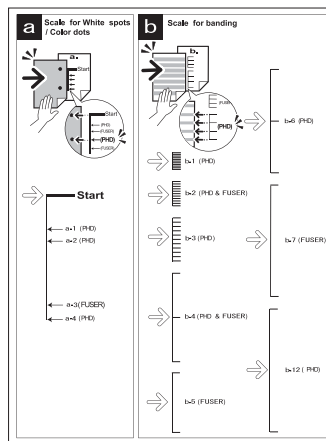 a
Scale for White spots
/ Color dots
a.
Start
(PHD)
(FUSER)
(PHD)
(FUSER)
Start
a-1 (PHD)
a-2 (PHD)
a-3(FUSER)
a-4 (PHD)
b
Scale for banding
b.
(FUSER)
(PHD)
b-1 (PHD)
b-2 (PHD & FUSER)
b-3 (PHD)
b-4 (PHD & FUSER)
b-5 (FUSER)
b-6 (PHD)
b-7 (FUSER)
b-12 (PHD)